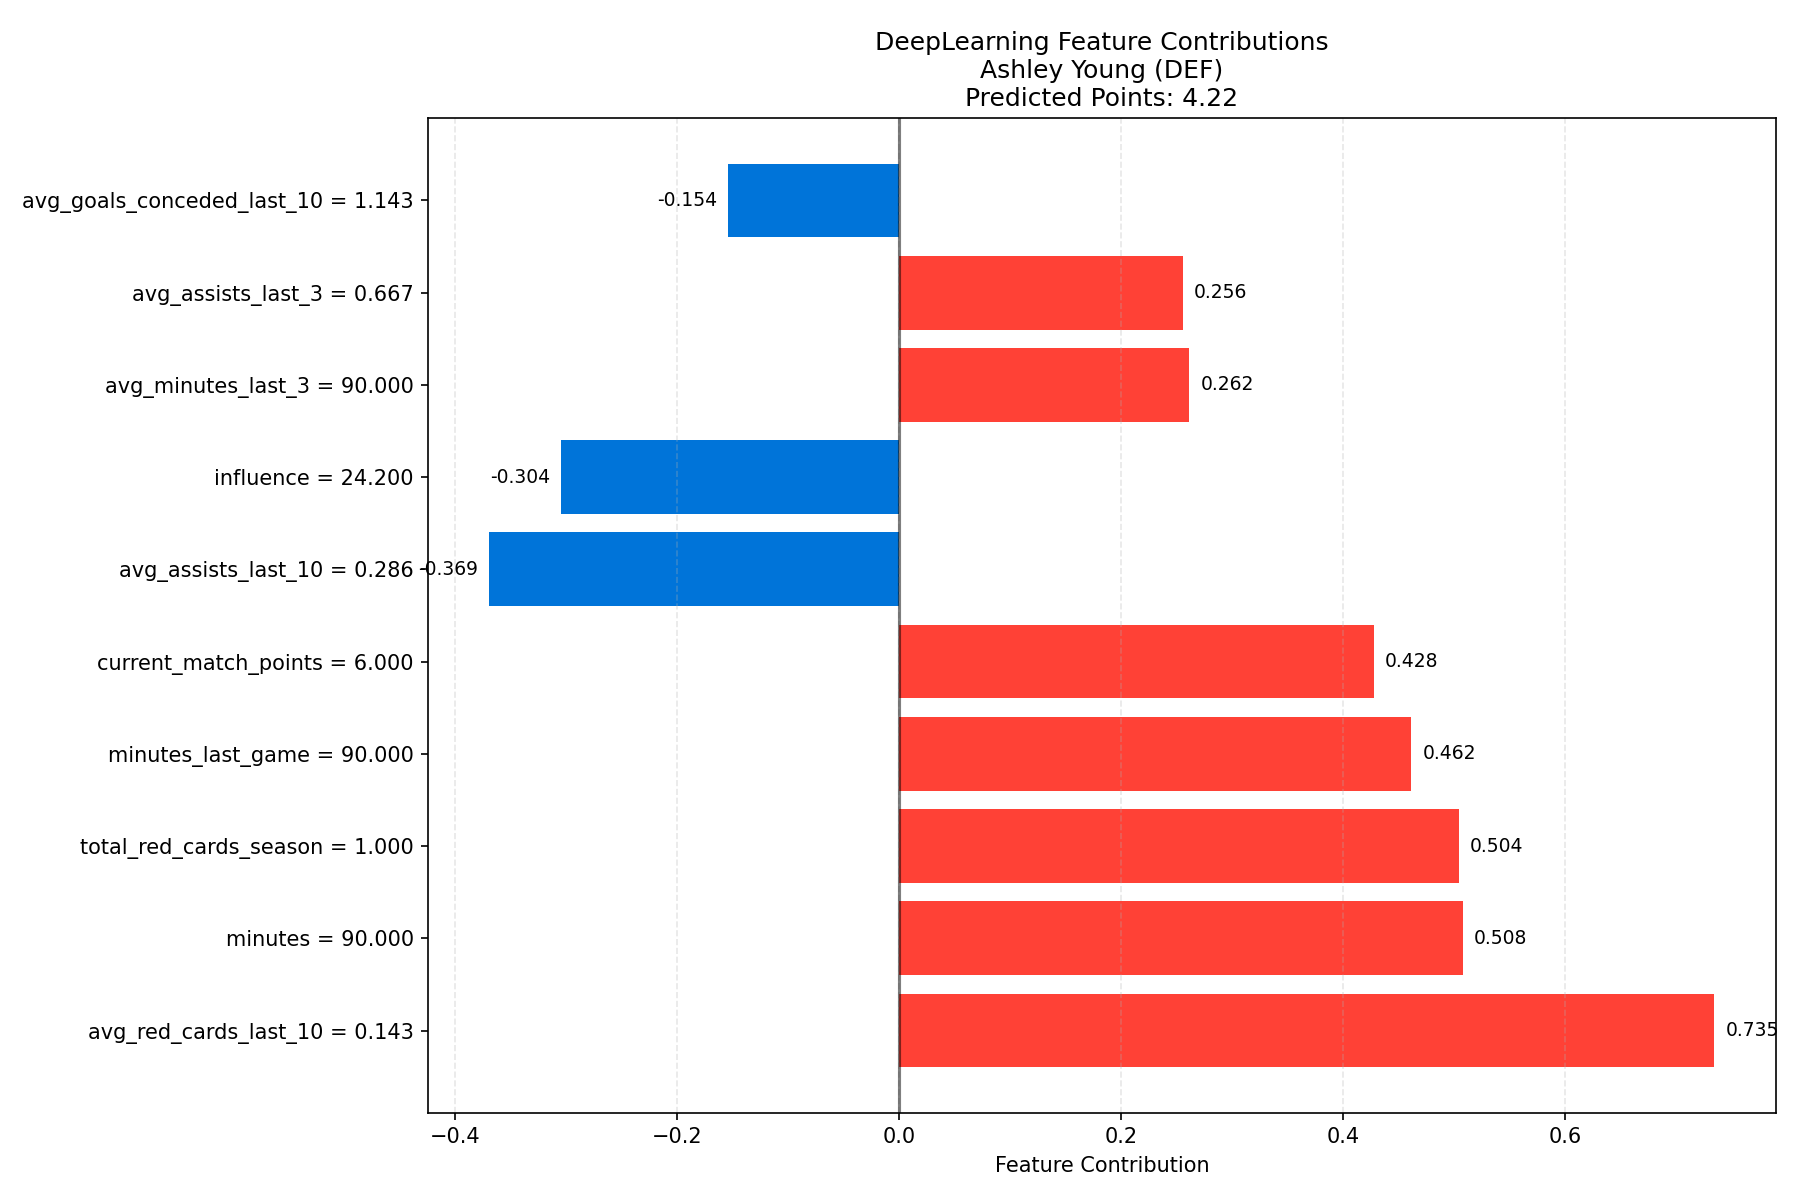 DeepLearning Feature Contributions
Ashley Young (DEF)
Predicted Points: 4.22
avg_goals_conceded_last_10 = 1.143
-0.154
avg_assists_last_3 = 0.667
0.256
avg_minutes_last_3 = 90.000
0.262
influence = 24.200
-0.304
avg_assists_last_10 = 0.286
-0.369
current_match_points = 6.000
0.428
minutes_last_game = 90.000
0.462
total_red_cards_season = 1.000
0.504
minutes = 90.000
0.508
avg_red_cards_last_10 = 0.143
0.735
−0.4 −0.2 0.0 0.2 0.4 0.6
Feature Contribution